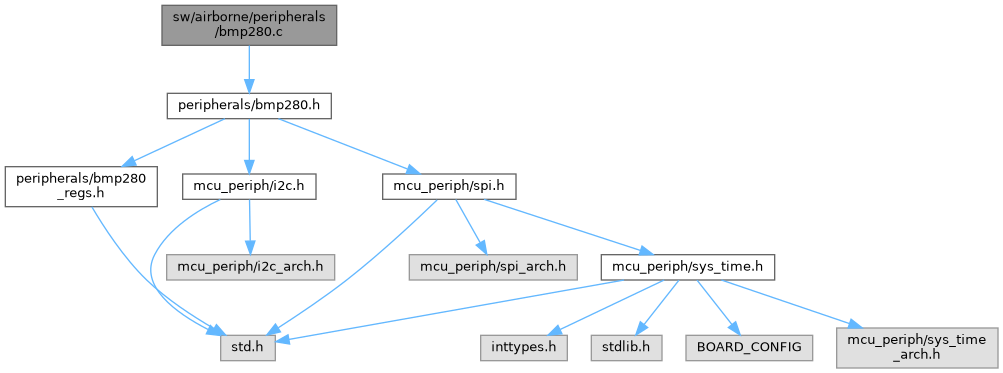 sw/airborne/peripherals
/bmp280.c
peripherals/bmp280.h
peripherals/bmp280
_regs.h
mcu_periph/i2c.h
mcu_periph/spi.h
mcu_periph/i2c_arch.h
mcu_periph/spi_arch.h
mcu_periph/sys_time.h
std.h
inttypes.h
stdlib.h
BOARD_CONFIG
mcu_periph/sys_time
_arch.h